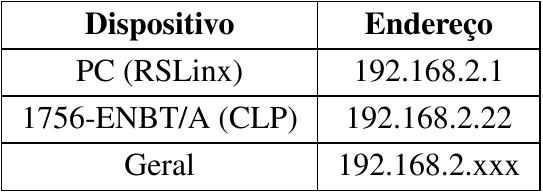 Dispositivo Endereço
PC (RSLinx) 192.168.2.1
1756-ENBT/A (CLP) 192.168.2.22
Geral 192.168.2.xxx